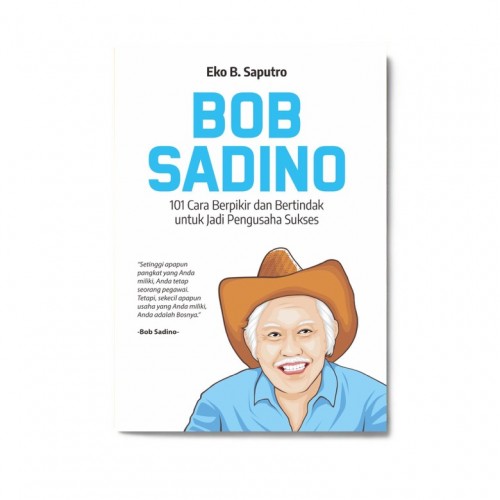 Eko B. Saputro
BOB
SADINO
101 Cara Berpikir dan Bertindak
untuk Jadi Pengusaha Sukses
“Setinggi apapun
pangkat yang Anda
miliki, Anda tetap
seorang pegawai.
Tetapi, sekecil apapun
usaha yang Anda miliki,
Anda adalah Bosnya.”
-Bob Sadino-